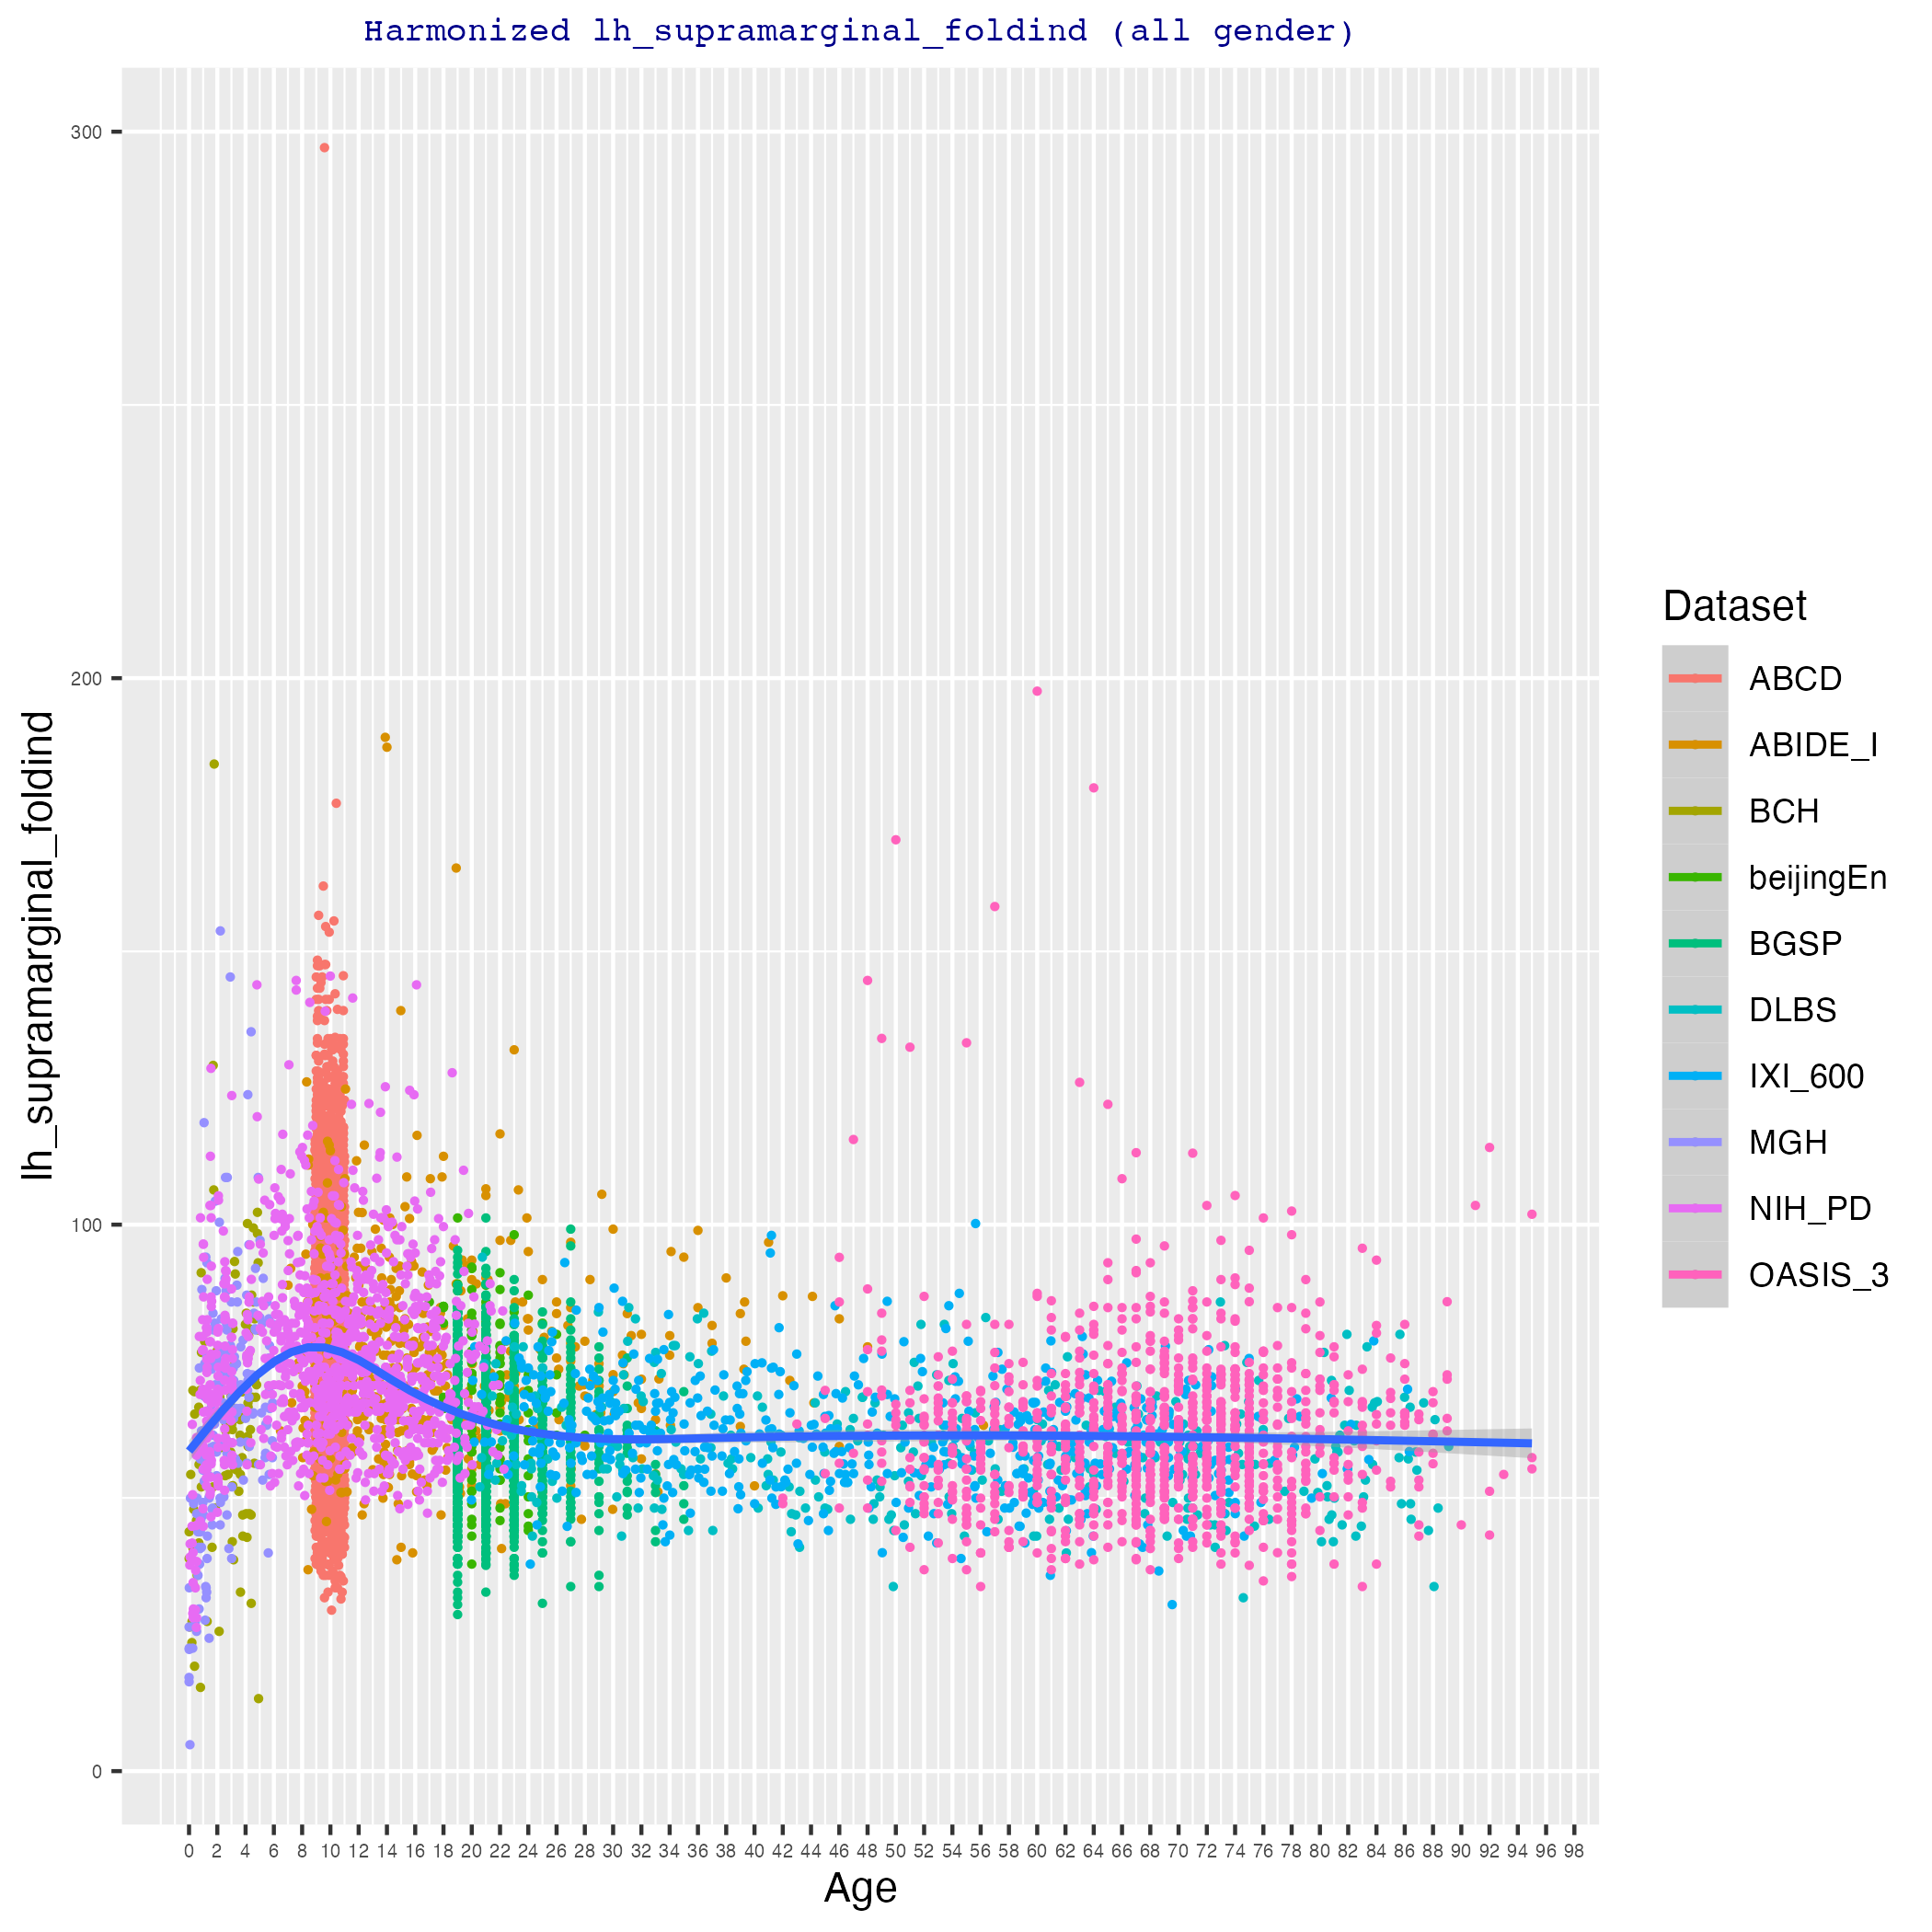 Harmonized lh_supramarginal_foldind (all gender)
300
200
100
0
lh_supramarginal_foldind
0 2 4 6 8 10 12 14 16 18 20 22 24 26 28 30 32 34 36 38 40 42 44 46 48 50 52 54 56 58 60 62 64 66 68 70 72 74 76 78 80 82 84 86 88 90 92 94 96 98
Age
Dataset
ABCD
ABIDE_I
BCH
beijingEn
BGSP
DLBS
IXI_600
MGH
NIH_PD
OASIS_3